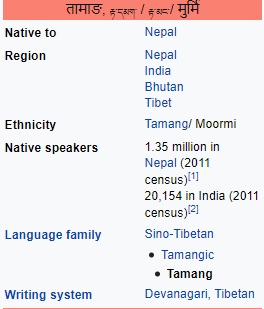 तामाङ, རྟ་དམག་ / རྟ་མང་/ मुर्मि
Native to Nepal
Region Nepal
India
Bhutan
Tibet
Ethnicity Tamang/ Moormi
Native speakers 1.35 million in
Nepal (2011
census)[1]
20,154 in India (2011
census)[2]
Language family Sino-Tibetan
• Tamangic
• Tamang
Writing system Devanagari, Tibetan